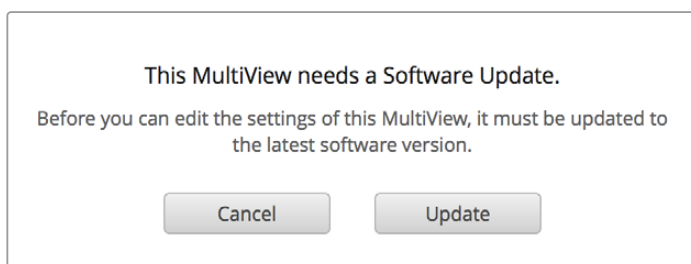 This MultiView needs a Software Update.
Before you can edit the settings of this MultiView, it must be updated to
the latest software version.
Cancel
Update